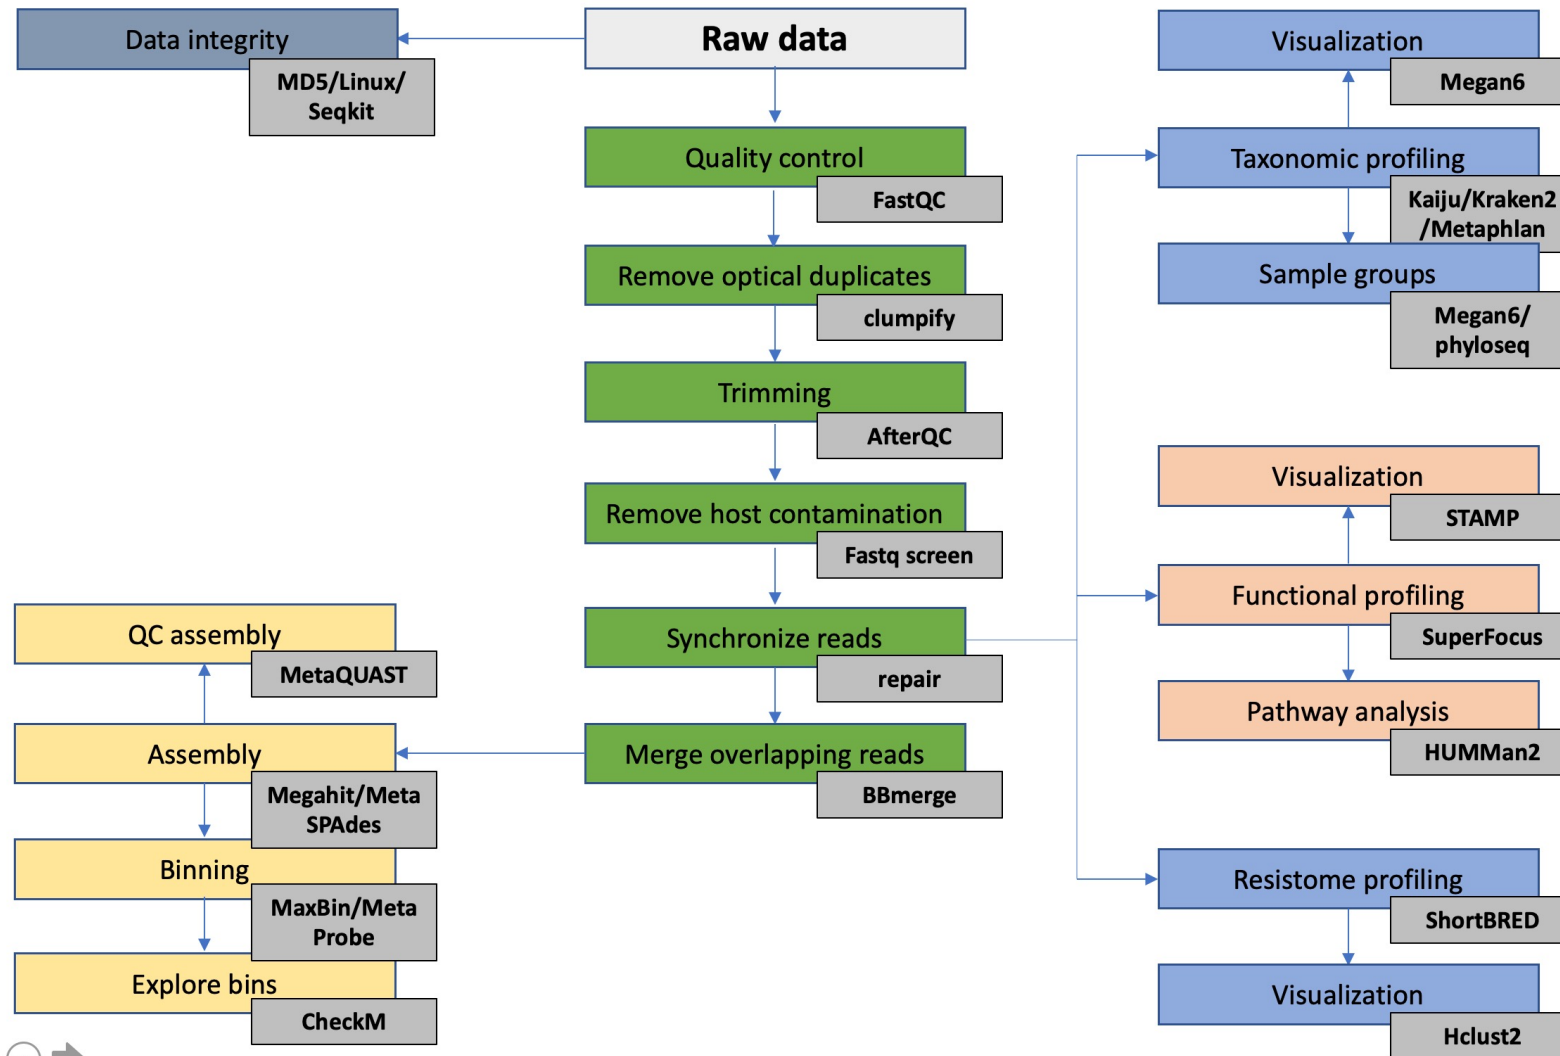 Raw data
Data integrity
MD5/Linux/
Seqkit
Quality control
FastQC
Remove optical duplicates
clumpify
Trimming
AfterQC
Remove host contamination
Fastq screen
Synchronize reads
repair
Merge overlapping reads
BBmerge
QC assembly
MetaQUAST
Assembly
Megahit/Meta
SPAdes
Binning
MaxBin/Meta
Probe
Explore bins
CheckM
Visualization
Megan6
Taxonomic profiling
Kaiju/Kraken2
/Metaphlan
Sample groups
Megan6/
phyloseq
Visualization
STAMP
Functional profiling
SuperFocus
Pathway analysis
HUMMan2
Resistome profiling
ShortBRED
Visualization
Hclust2